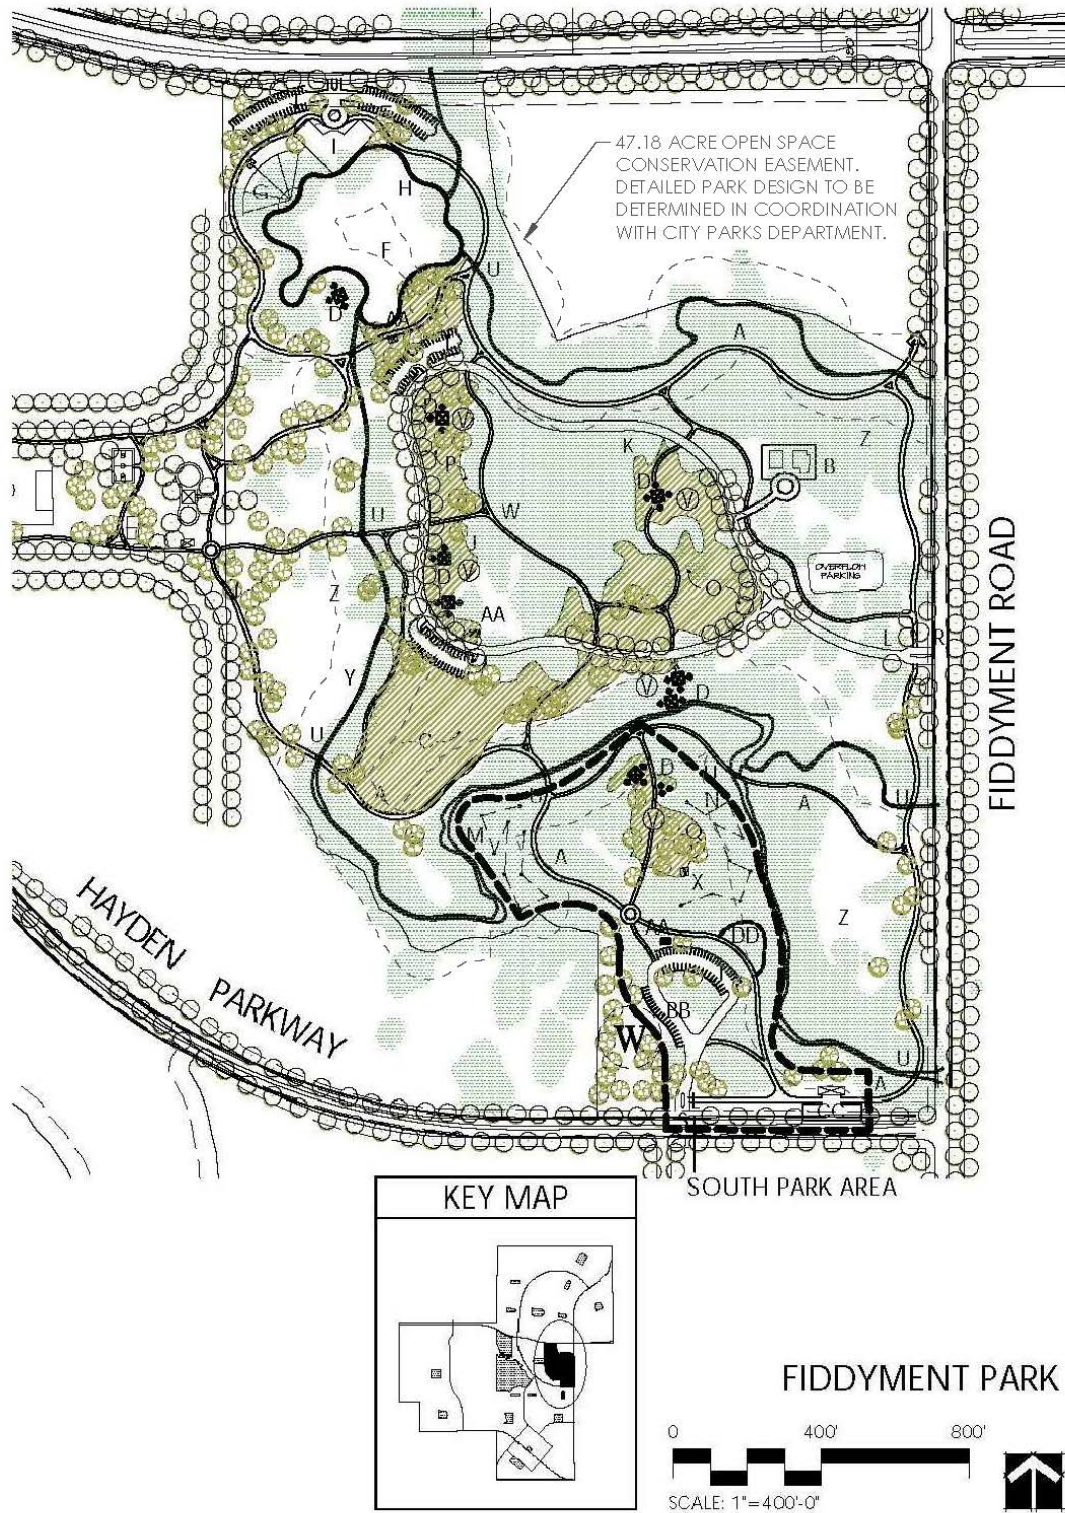 47.18 ACRE OPEN SPACE
CONSERVATION EASEMENT.
DETAILED PARK DESIGN TO BE
DETERMINED IN COORDINATION
WITH CITY PARKS DEPARTMENT.
I
G
H
F
U
D
A
K
Z
B
V
P
D
V
U
W
J
OVERFLOW
PARKING
D
V
O
Z
AA
L
R
FIDDYMENT ROAD
Y
V
D
U
C
D
U
N
A
U
M
V
Q
A
X
Z
HAYDEN PARKWAY
AA
DD
BB
W
U
A
CC
SOUTH PARK AREA
KEY MAP
FIDDYMENT PARK
0 400' 800'
SCALE: 1"=400'-0"